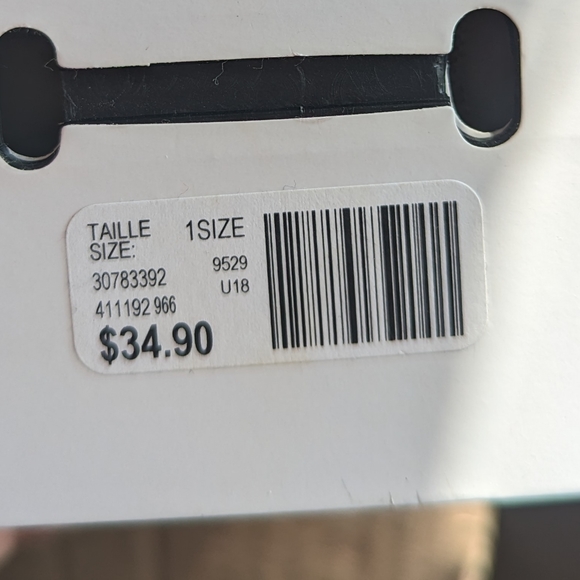 TAILLE 1SIZE
SIZE:
30783392 9529
U18
411192 966
$34.90